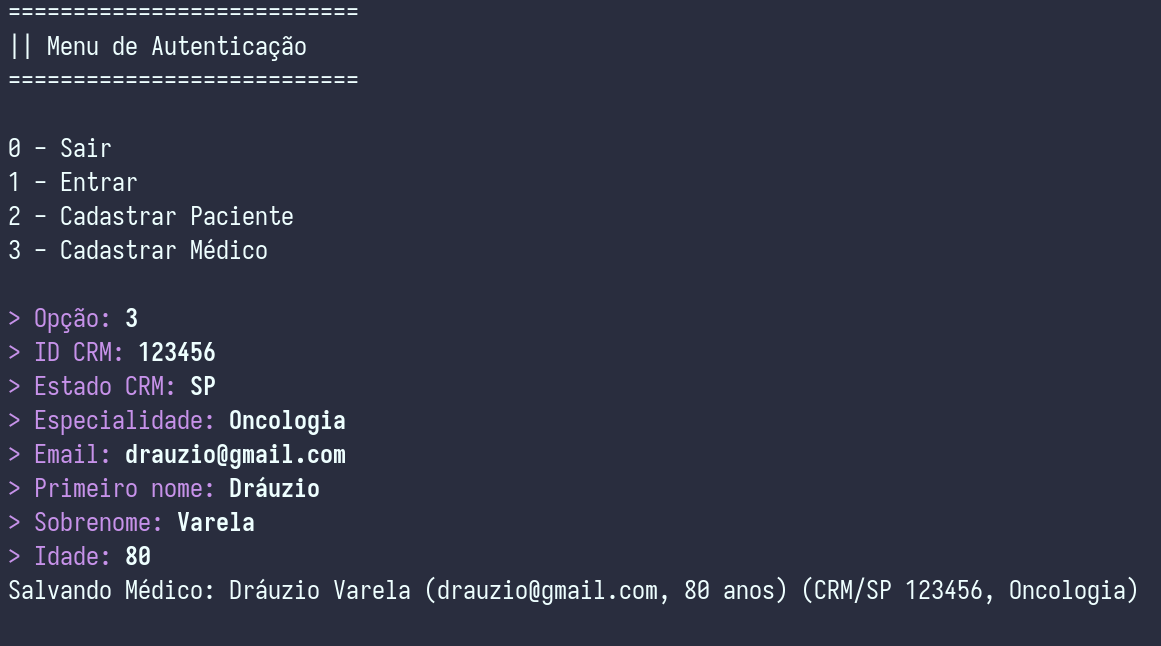 ===========================
|| Menu de Autenticação
===========================
0 - Sair
1 - Entrar
2 - Cadastrar Paciente
3 - Cadastrar Médico
> Opção: 3
> ID CRM: 123456
> Estado CRM: SP
> Especialidade: Oncologia
> Email: drauzio@gmail.com
> Primeiro nome: Dráuzio
> Sobrenome: Varela
> Idade: 80
Salvando Médico: Dráuzio Varela (drauzio@gmail.com, 80 anos) (CRM/SP 123456, Oncologia)